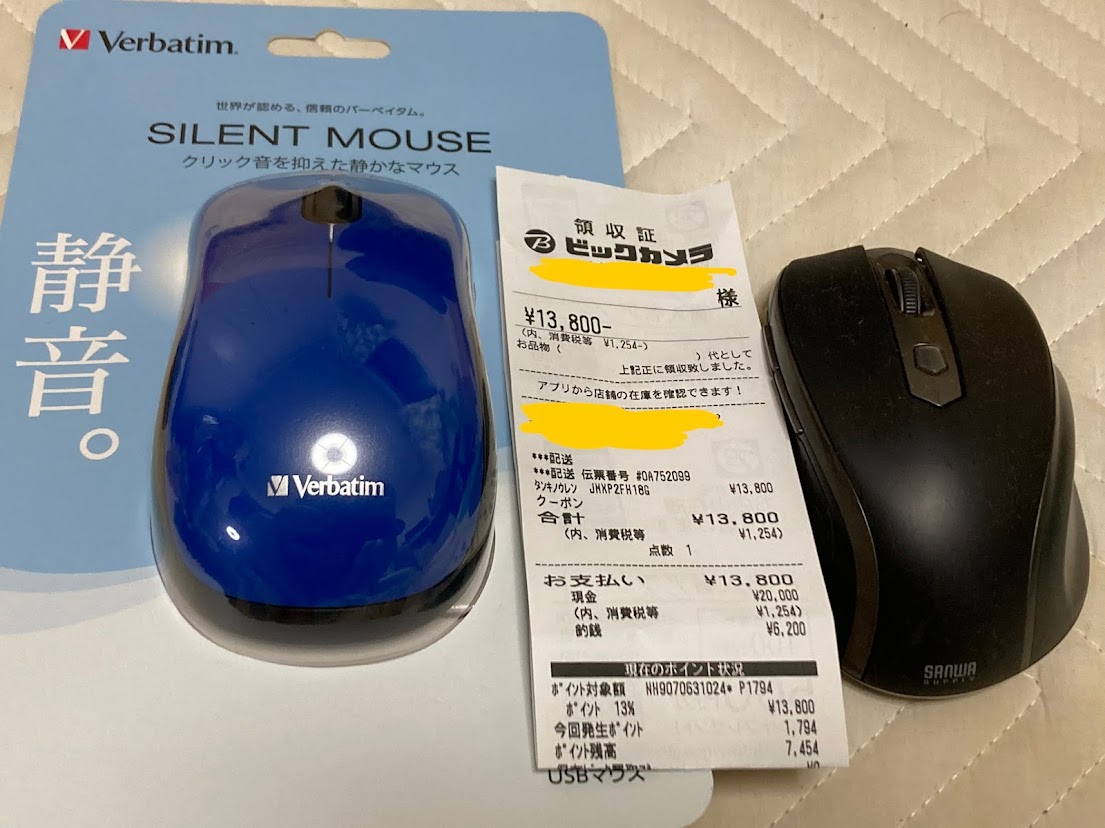 Verbatim.
世界が認める、信頼のバーベイタム。
SILENT MOUSE
クリック音を抑えた静かなマウス
静音。
Verbatim
USBマウス
領収証
ビックカメラ
様
¥13,800-
(内、消費税等 ¥1,254-)
お品物( )代として
上記正に領収致しました。
アプリから店舗の在庫を確認できます!
***配送
***配送 伝票番号 #0A752099
タンキノウレン JMXP2FH18G ¥13,800
クーポン
合計 ¥13,800
(内、消費税等 ¥1,254)
点数 1
お支払い ¥13,800
現金 ¥20,000
(内、消費税等 ¥1,254)
釣銭 ¥6,200
現在のポイント状況
ポイント対象額 NH9070631024* P1794
ポイント 13% ¥13,800
今回発生ポイント 1,794
ポイント残高 7,454
SANWA
SUPPLY